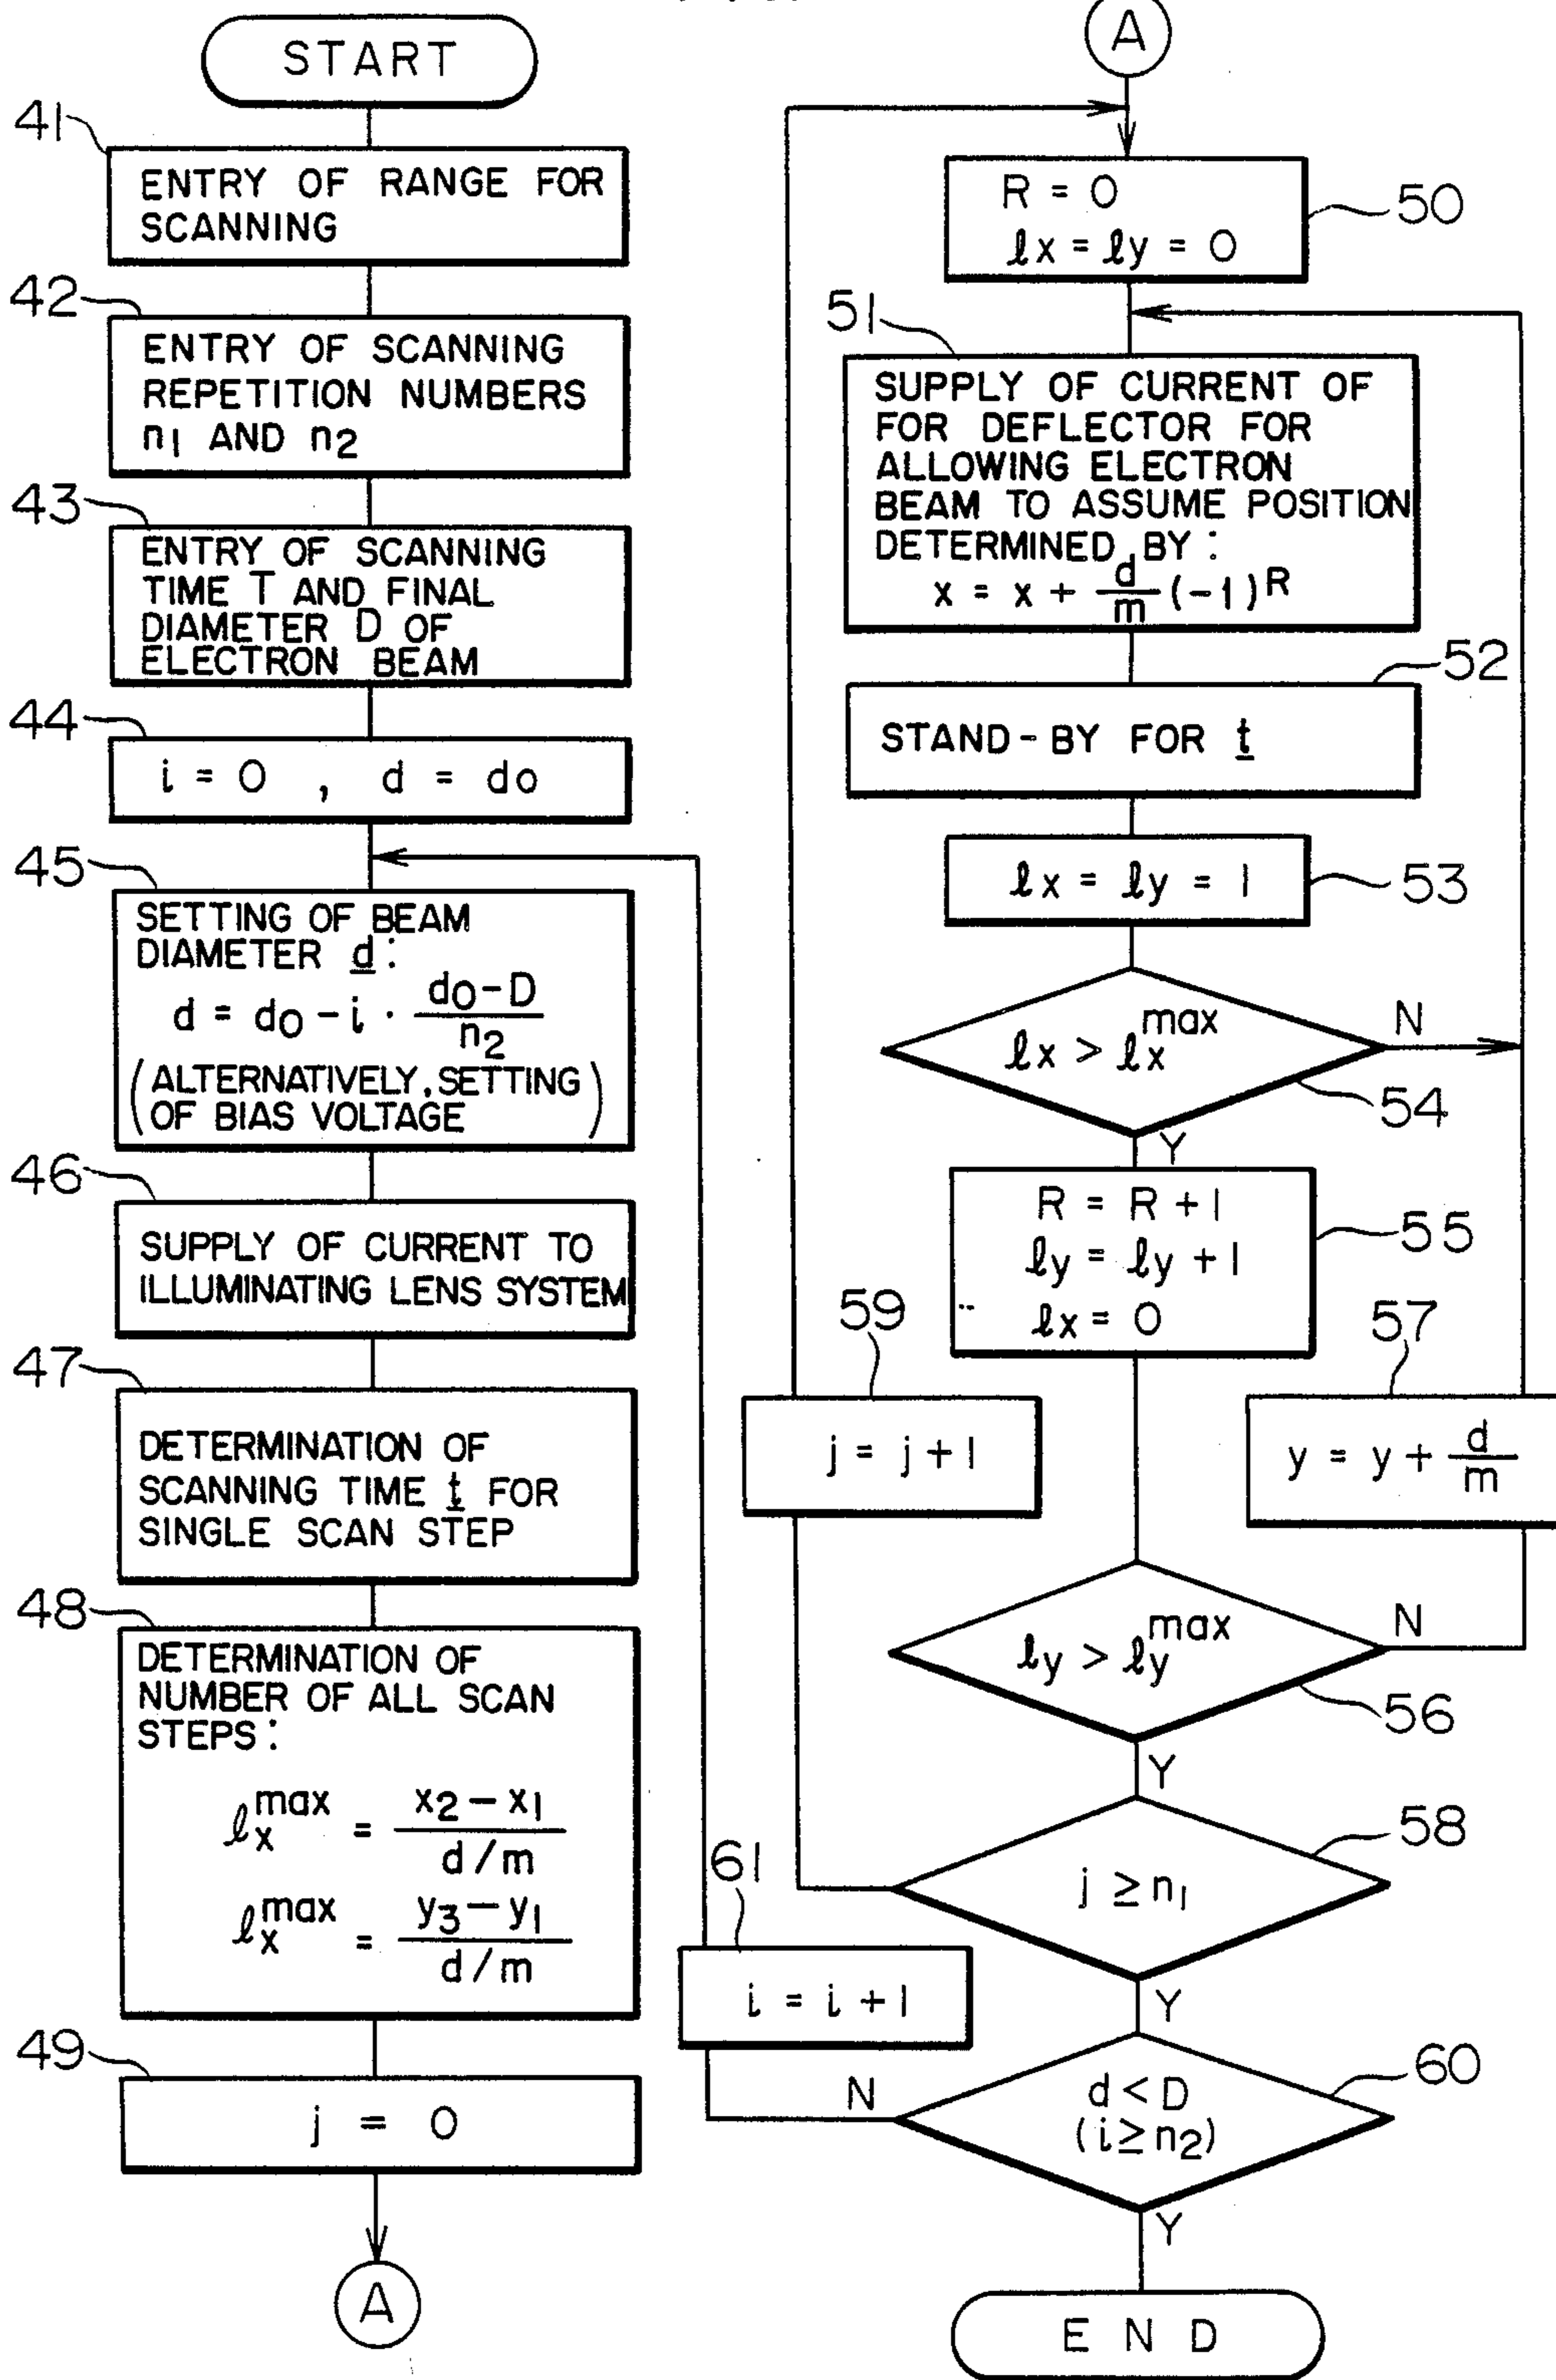 START
41
ENTRY OF RANGE FOR
SCANNING
42
ENTRY OF SCANNING
REPETITION NUMBERS
n1 AND n2
43
ENTRY OF SCANNING
TIME T AND FINAL
DIAMETER D OF
ELECTRON BEAM
44
i = 0 , d = do
45
SETTING OF BEAM
DIAMETER d :
d = do - i · (do - D)/n2
(ALTERNATIVELY, SETTING
OF BIAS VOLTAGE)
46
SUPPLY OF CURRENT TO
ILLUMINATING LENS SYSTEM
47
DETERMINATION OF
SCANNING TIME t FOR
SINGLE SCAN STEP
48
DETERMINATION OF
NUMBER OF ALL SCAN
STEPS :
ℓx^max = (x2 - x1)/(d/m)
ℓx^max = (y3 - y1)/(d/m)
49
j = 0
A
A
R = 0
ℓx = ℓy = 0
50
51
SUPPLY OF CURRENT OF
FOR DEFLECTOR FOR
ALLOWING ELECTRON
BEAM TO ASSUME POSITION
DETERMINED BY :
x = x + d/m (-1)^R
52
STAND-BY FOR t
ℓx = ℓy = 1
53
ℓx > ℓx^max
N
54
Y
R = R + 1
ℓy = ℓy + 1
ℓx = 0
55
59
j = j + 1
57
y = y + d/m
ℓy > ℓy^max
N
56
Y
58
j ≥ n1
61
i = i + 1
Y
60
d < D
(i ≥ n2)
N
Y
END